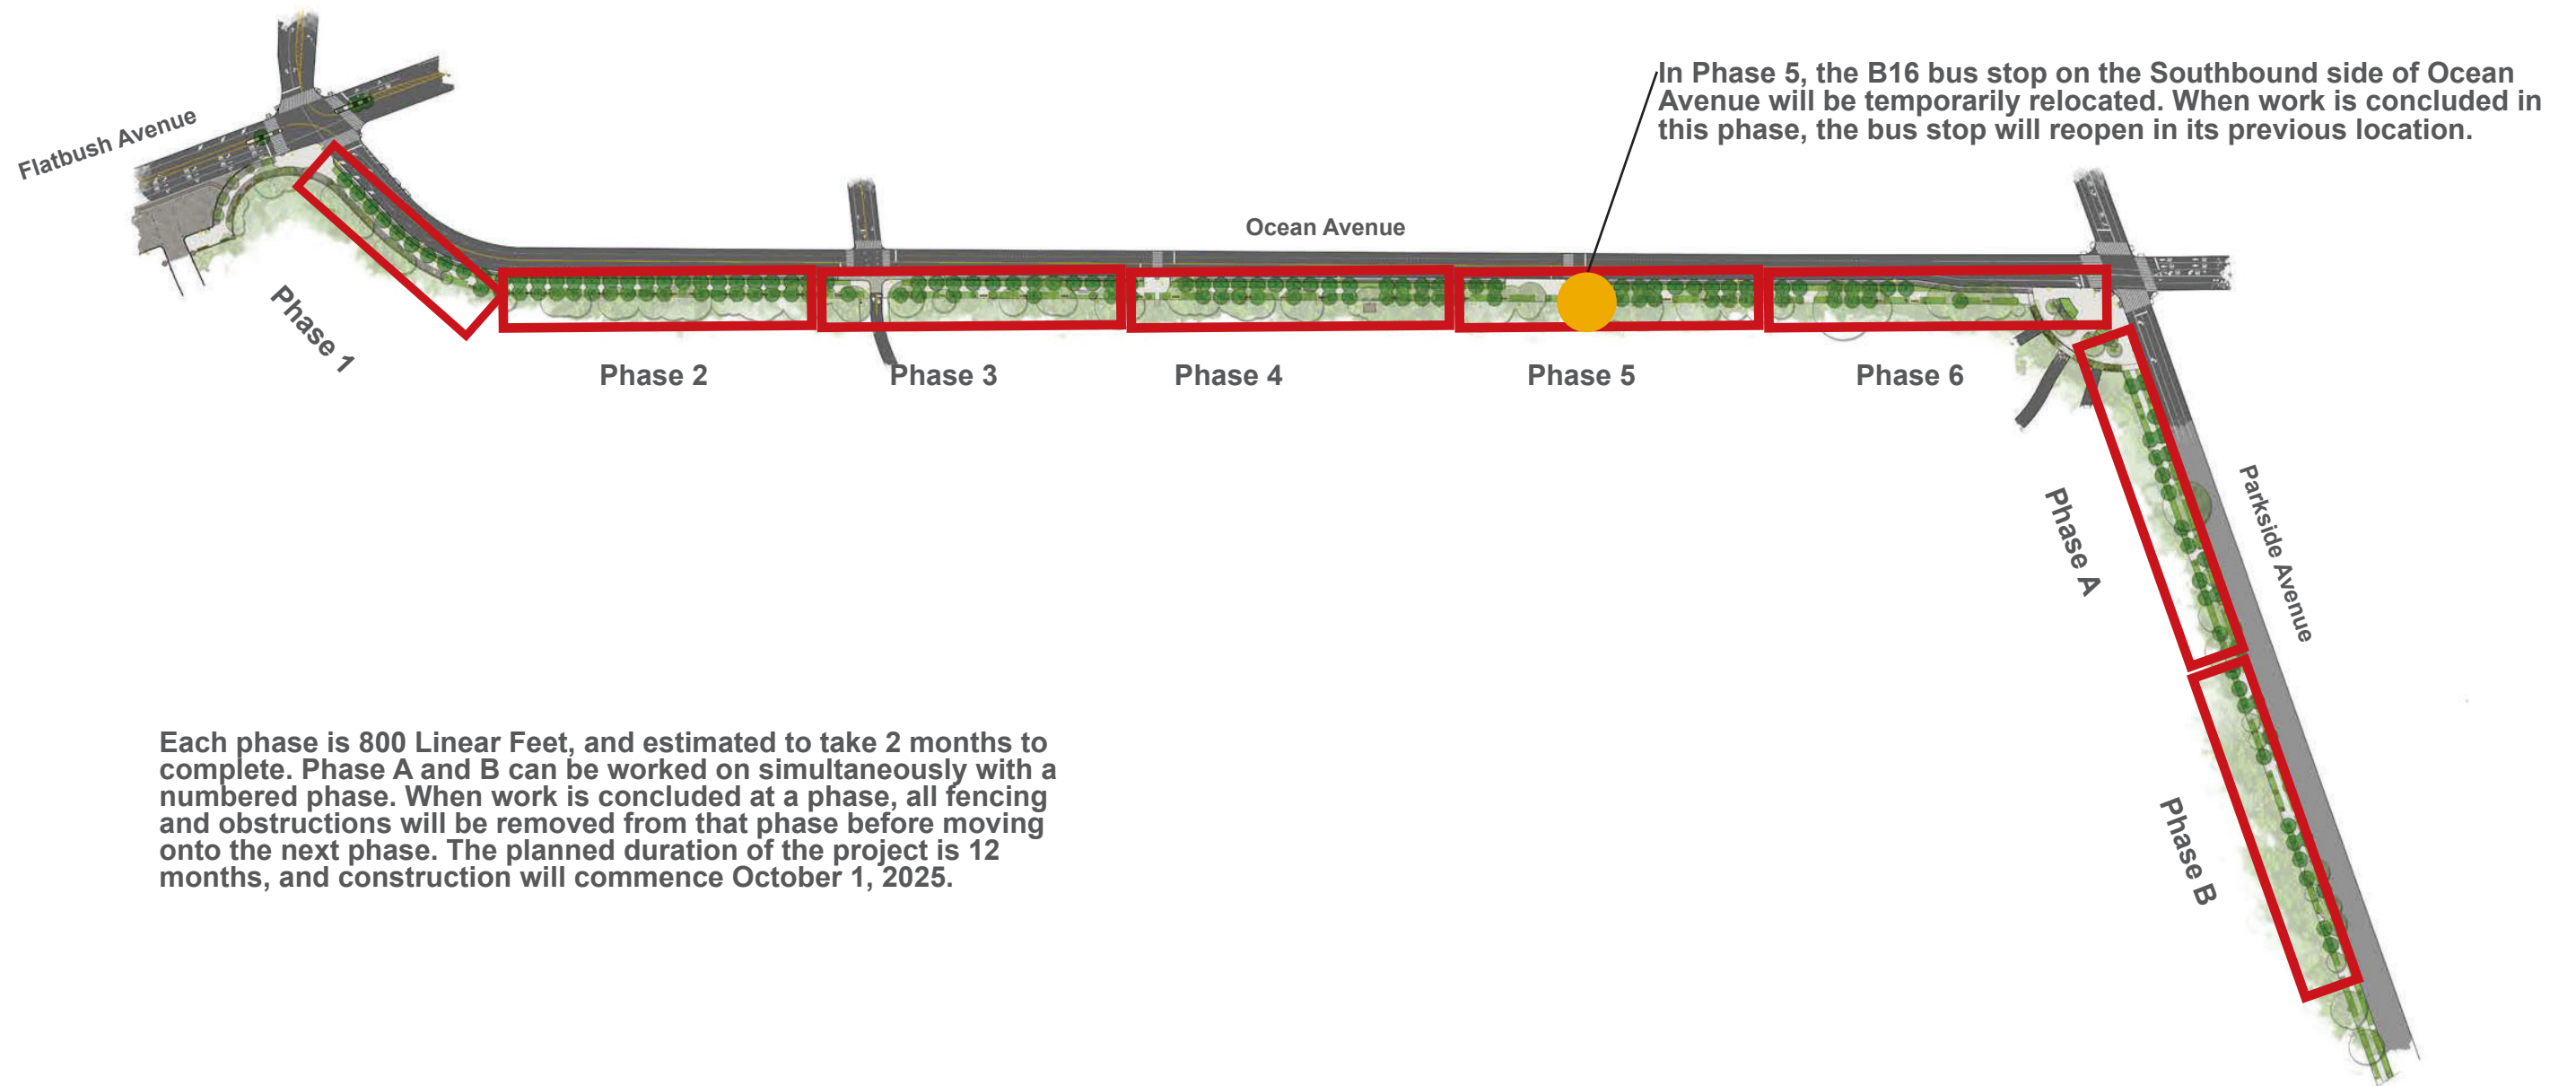 In Phase 5, the B16 bus stop on the Southbound side of Ocean
Avenue will be temporarily relocated. When work is concluded in
this phase, the bus stop will reopen in its previous location.
Flatbush Avenue
Ocean Avenue
Phase 1
Phase 2
Phase 3
Phase 4
Phase 5
Phase 6
Phase A
Parkside Avenue
Phase B
Each phase is 800 Linear Feet, and estimated to take 2 months to
complete. Phase A and B can be worked on simultaneously with a
numbered phase. When work is concluded at a phase, all fencing
and obstructions will be removed from that phase before moving
onto the next phase. The planned duration of the project is 12
months, and construction will commence October 1, 2025.